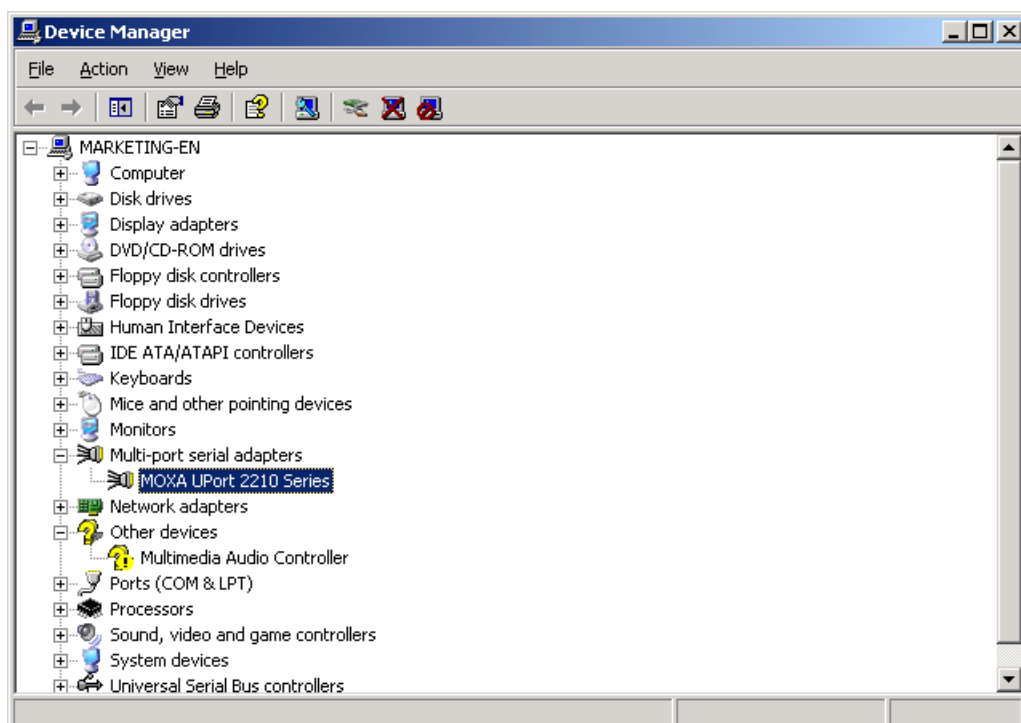 Device Manager
File Action View Help
MARKETING-EN
Computer
Disk drives
Display adapters
DVD/CD-ROM drives
Floppy disk controllers
Floppy disk drives
Human Interface Devices
IDE ATA/ATAPI controllers
Keyboards
Mice and other pointing devices
Monitors
Multi-port serial adapters
MOXA UPort 2210 Series
Network adapters
Other devices
Multimedia Audio Controller
Ports (COM & LPT)
Processors
Sound, video and game controllers
System devices
Universal Serial Bus controllers